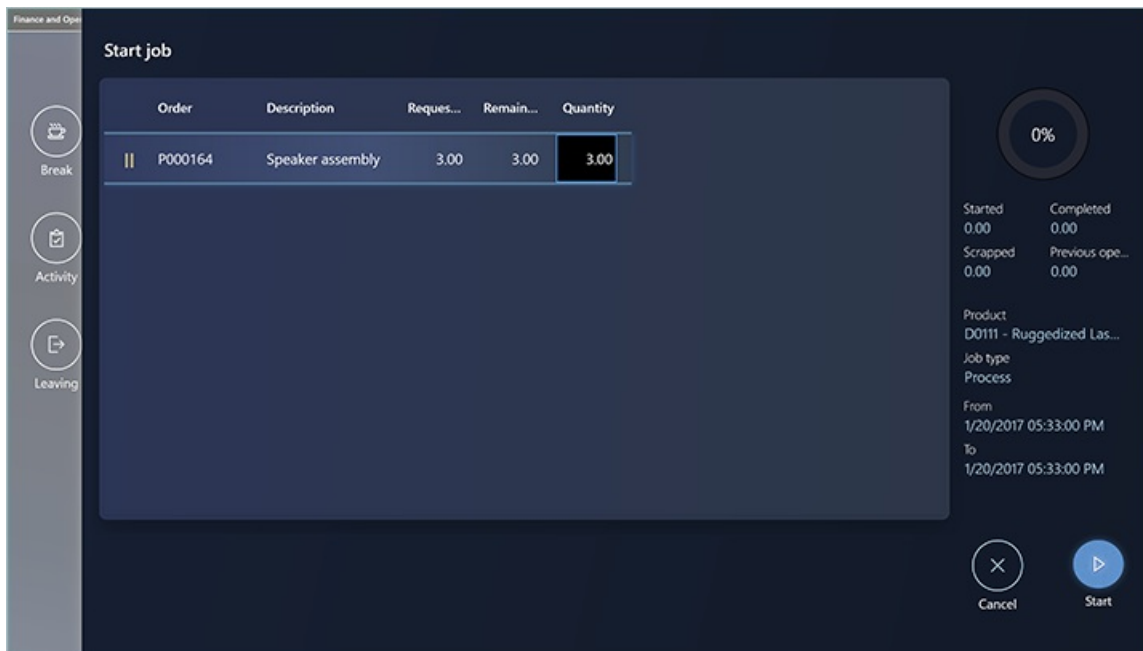 Finance and Ope
Start job
Order Description Reques... Remain... Quantity
P000164 Speaker assembly 3.00 3.00 3.00
Break
Activity
Leaving
0%
Started Completed
0.00 0.00
Scrapped Previous ope...
0.00 0.00
Product
D0111 - Ruggedized Las...
Job type
Process
From
1/20/2017 05:33:00 PM
To
1/20/2017 05:33:00 PM
Cancel Start